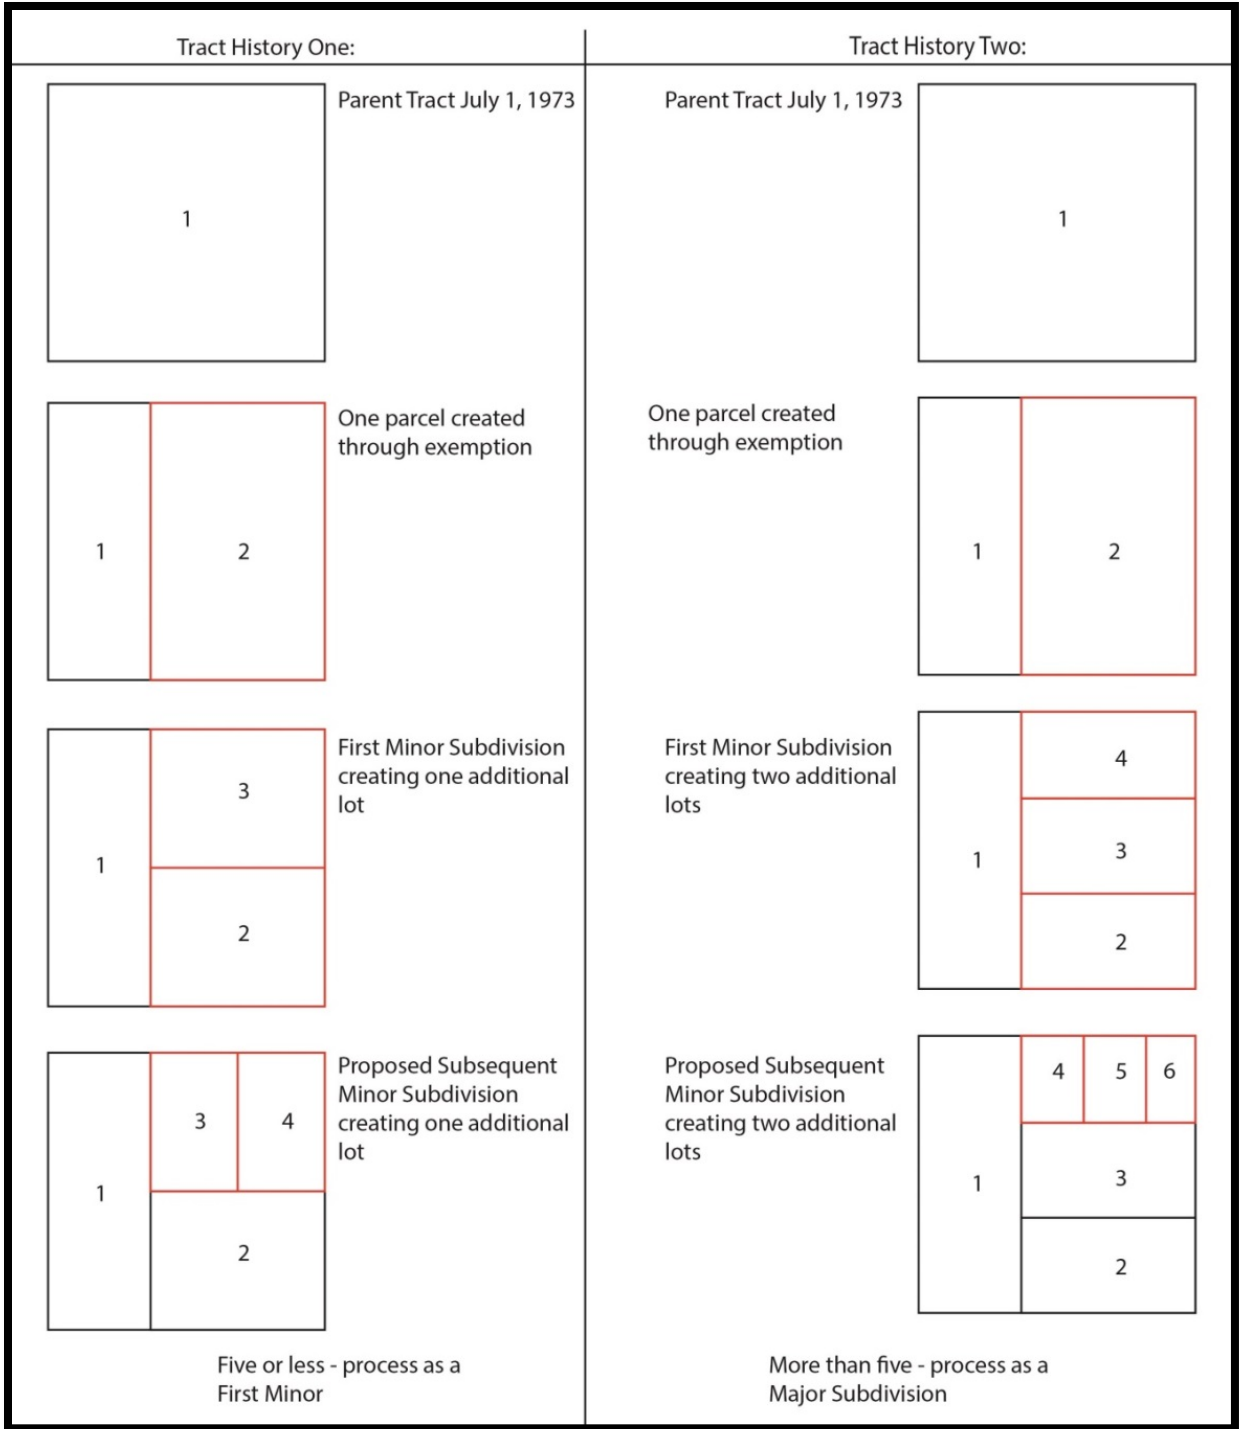 Tract History One:
Parent Tract July 1, 1973
1
One parcel created
through exemption
1
2
First Minor Subdivision
creating one additional
lot
3
1
2
Proposed Subsequent
Minor Subdivision
creating one additional
lot
3
4
1
2
Five or less - process as a
First Minor
Tract History Two:
Parent Tract July 1, 1973
1
One parcel created
through exemption
1
2
First Minor Subdivision
creating two additional
lots
4
3
1
2
Proposed Subsequent
Minor Subdivision
creating two additional
lots
4
5
6
3
1
2
More than five - process as a
Major Subdivision